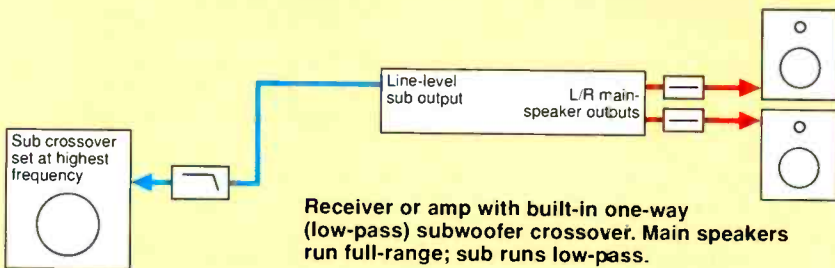 Line-level
sub output
L/R main-
speaker outputs
Sub crossover
set at highest
frequency
Receiver or amp with built-in one-way
(low-pass) subwoofer crossover. Main speakers
run full-range; sub runs low-pass.